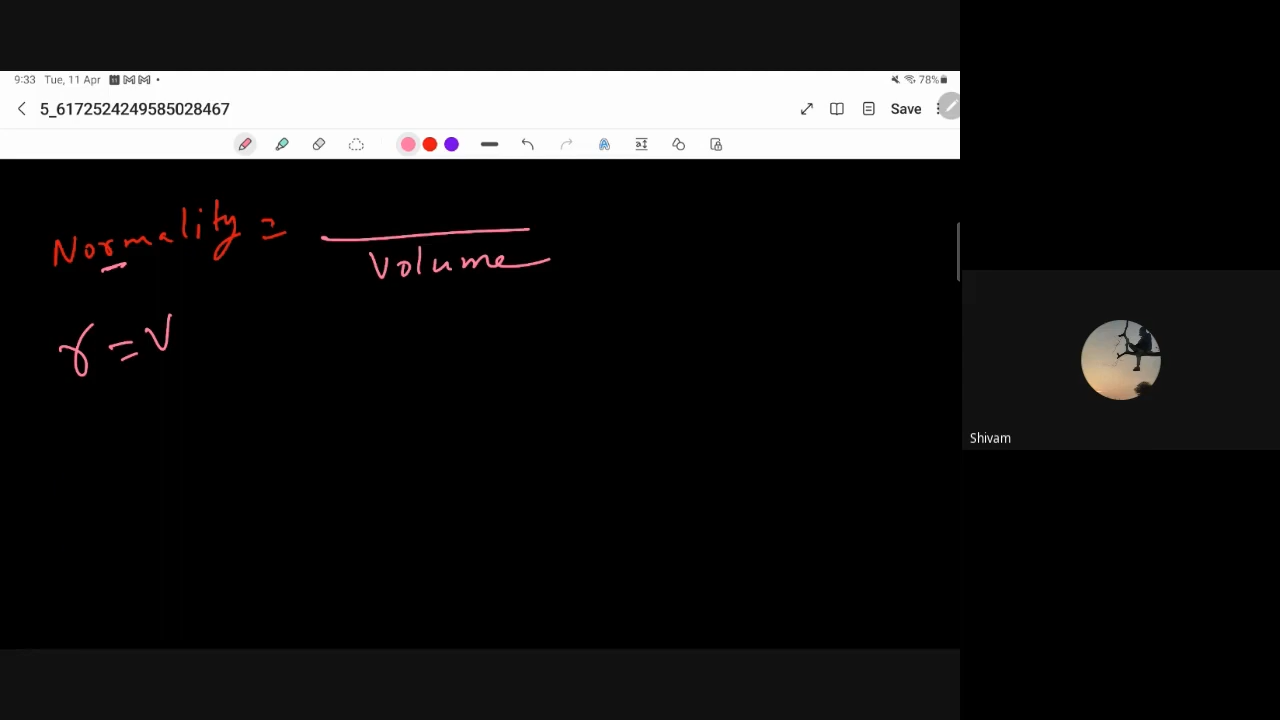 9:33 Tue, 11 Apr 78%
5_6172524249585028467 Save
Normality =
Volume
r = V
Shivam